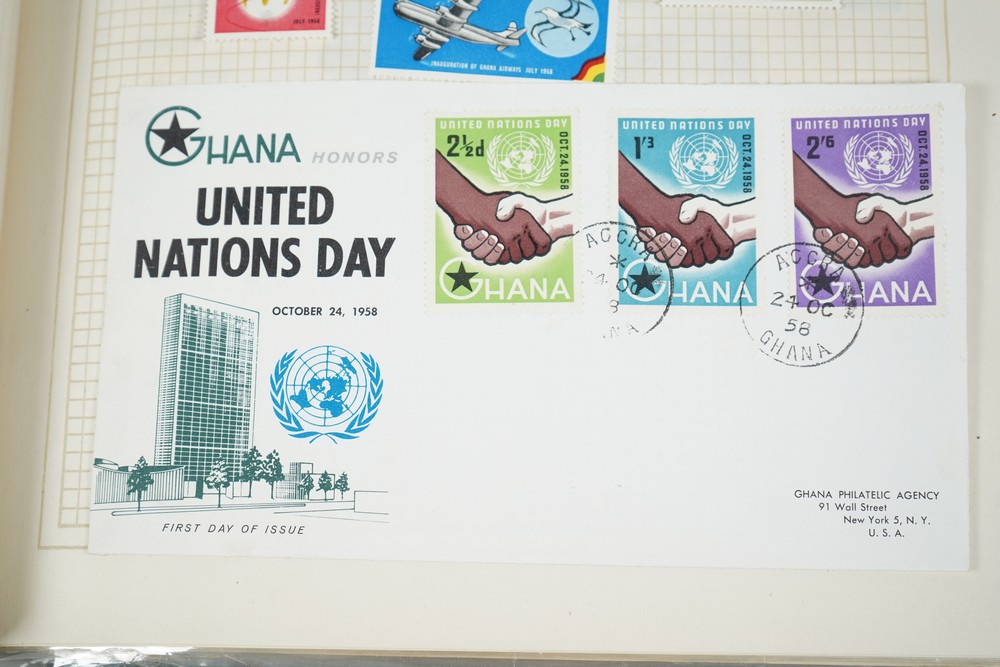 JULY 1958
INAUGURATION OF GHANA AIRWAYS JULY 1958
GHANA HONORS
UNITED
NATIONS DAY
OCTOBER 24, 1958
FIRST DAY OF ISSUE
UNITED NATIONS DAY
2½d
OCT.24.1958
GHANA
UNITED NATIONS DAY
1'3
OCT.24.1958
GHANA
UNITED NATIONS DAY
2'6
OCT.24.1958
GHANA
ACCRA
ACCRA
24 OC
58
GHANA
GHANA PHILATELIC AGENCY
91 Wall Street
New York 5, N. Y.
U. S. A.